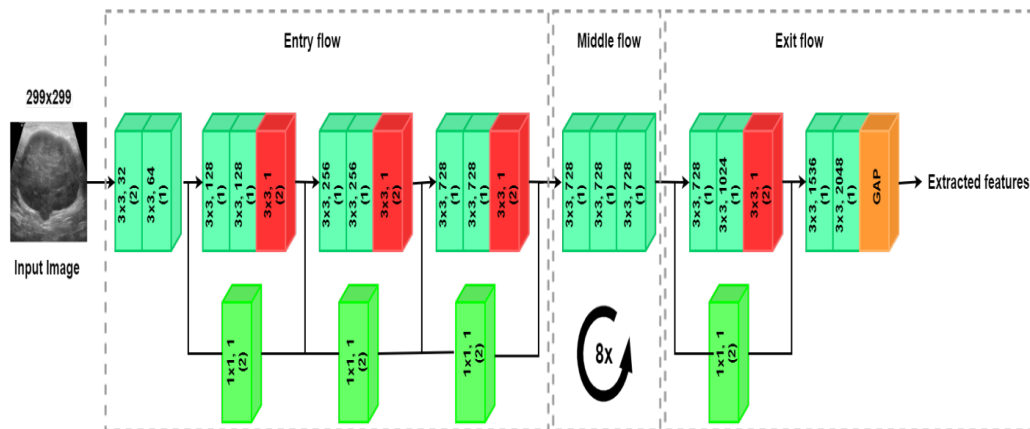 Entry flow
Middle flow
Exit flow
299x299
Input Image
3x3, 32
(2)
3x3, 64
(1)
3x3, 128
(1)
3x3, 128
(1)
3x3, 1
(2)
3x3, 256
(1)
3x3, 256
(1)
3x3, 1
(2)
3x3, 728
(1)
3x3, 728
(1)
3x3, 1
(2)
3x3, 728
(1)
3x3, 728
(1)
3x3, 728
(1)
3x3, 728
(1)
3x3, 1024
(1)
3x3, 1
(2)
3x3, 1536
(1)
3x3, 2048
(1)
GAP
Extracted features
1x1, 1
(2)
1x1, 1
(2)
1x1, 1
(2)
8x
1x1, 1
(2)